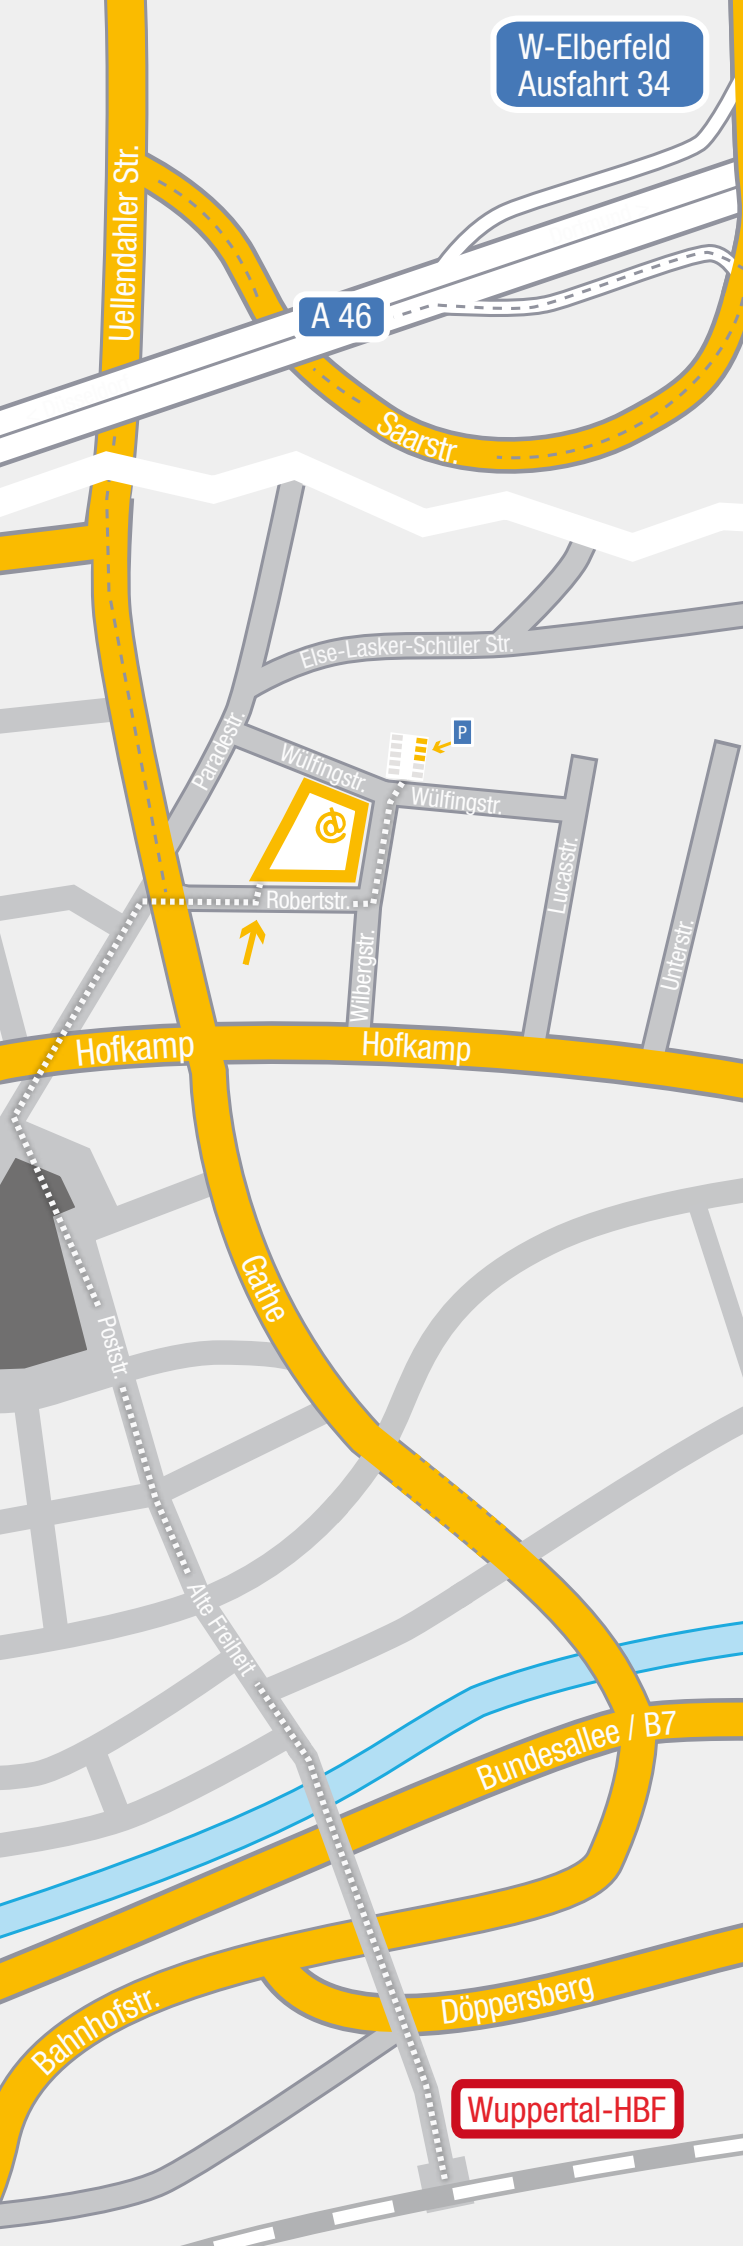 W-Elberfeld
Ausfahrt 34
Uellendahler Str.
A 46
Saarstr.
Else-Lasker-Schüler Str.
Paradestr.
P
Wülfingstr.
Wülfingstr.
@
Lucasstr.
Robertstr.
Unterstr.
Wilbergstr.
Hofkamp
Hofkamp
Gathe
Poststr.
Alte Freiheit
Bundesallee / B7
Bahnhofstr.
Döppersberg
Wuppertal-HBF